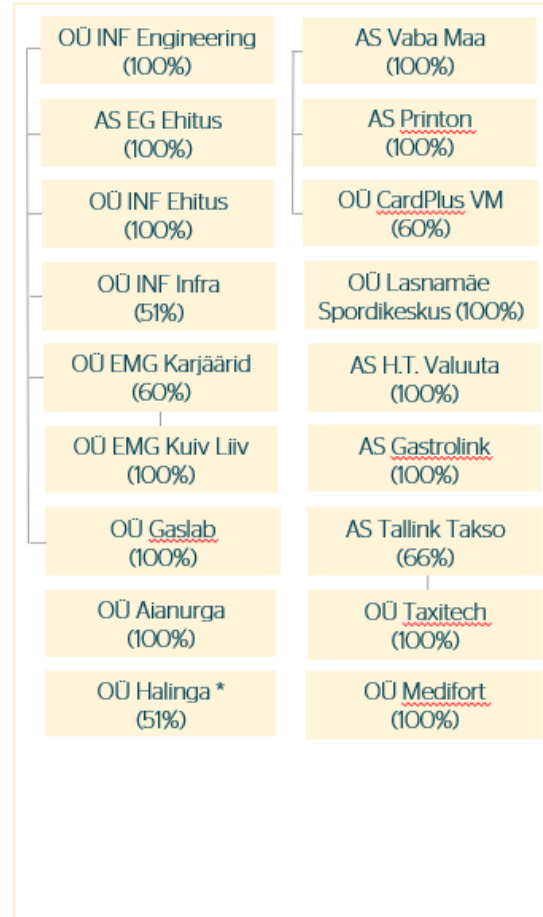 OÜ INF Engineering
(100%)
AS EG Ehitus
(100%)
OÜ INF Ehitus
(100%)
OÜ INF Infra
(51%)
OÜ EMG Karjäärid
(60%)
OÜ EMG Kuiv Liiv
(100%)
OÜ Gaslab
(100%)
OÜ Aianurga
(100%)
OÜ Halinga *
(51%)
AS Vaba Maa
(100%)
AS Printon
(100%)
OÜ CardPlus VM
(60%)
OÜ Lasnamäe
Spordikeskus (100%)
AS H.T. Valuuta
(100%)
AS Gastrolink
(100%)
AS Tallink Takso
(66%)
OÜ Taxitech
(100%)
OÜ Medifort
(100%)